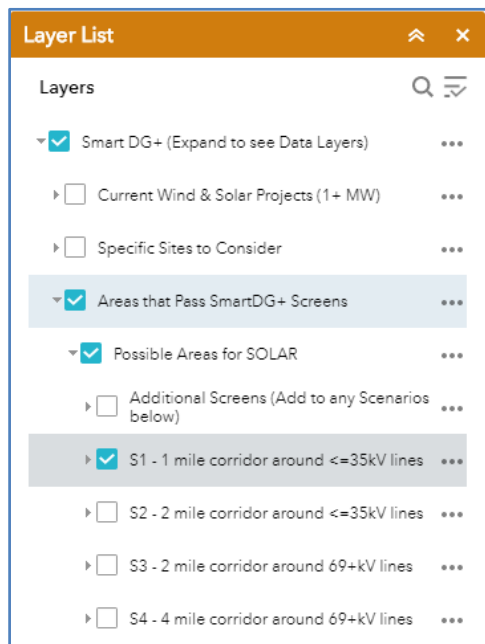 Layer List
Layers
Smart DG+ (Expand to see Data Layers)
Current Wind & Solar Projects (1+ MW)
Specific Sites to Consider
Areas that Pass SmartDG+ Screens
Possible Areas for SOLAR
Additional Screens (Add to any Scenarios
below)
S1 - 1 mile corridor around <=35kV lines
S2 - 2 mile corridor around <=35kV lines
S3 - 2 mile corridor around 69+kV lines
S4 - 4 mile corridor around 69+kV lines